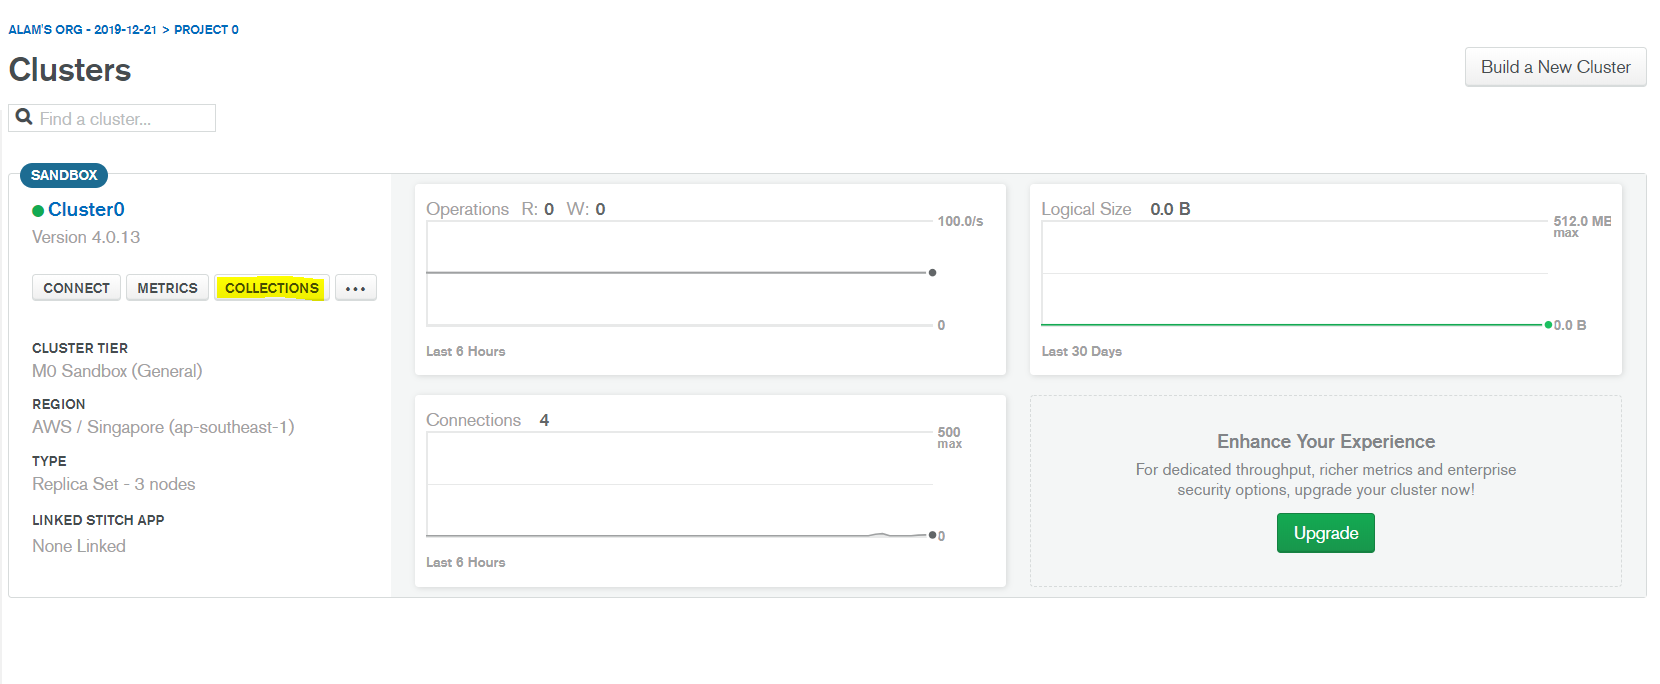 ALAM'S ORG - 2019-12-21 > PROJECT 0
Clusters
Build a New Cluster
Find a cluster...
SANDBOX
Cluster0
Version 4.0.13
CONNECT METRICS COLLECTIONS ...
CLUSTER TIER
M0 Sandbox (General)
REGION
AWS / Singapore (ap-southeast-1)
TYPE
Replica Set - 3 nodes
LINKED STITCH APP
None Linked
Operations R: 0 W: 0
100.0/s
0
Last 6 Hours
Logical Size 0.0 B
512.0 MB
max
0.0 B
Last 30 Days
Connections 4
500
max
0
Last 6 Hours
Enhance Your Experience
For dedicated throughput, richer metrics and enterprise
security options, upgrade your cluster now!
Upgrade